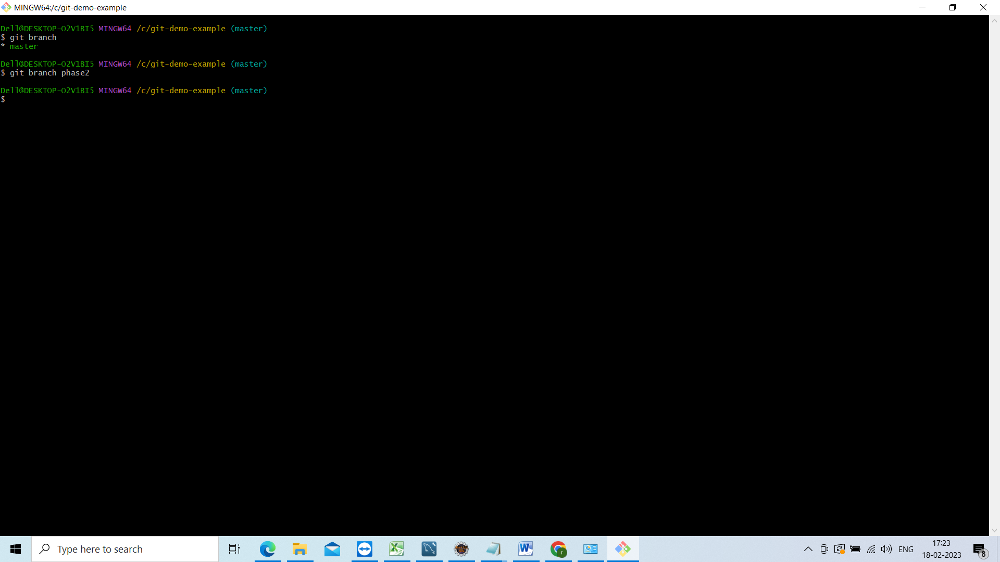 MINGW64:/c/git-demo-example
Dell@DESKTOP-O2V1BI5 MINGW64 /c/git-demo-example (master)
$ git branch
* master
Dell@DESKTOP-O2V1BI5 MINGW64 /c/git-demo-example (master)
$ git branch phase2
Dell@DESKTOP-O2V1BI5 MINGW64 /c/git-demo-example (master)
$
Type here to search
ENG
17:23
18-02-2023
8